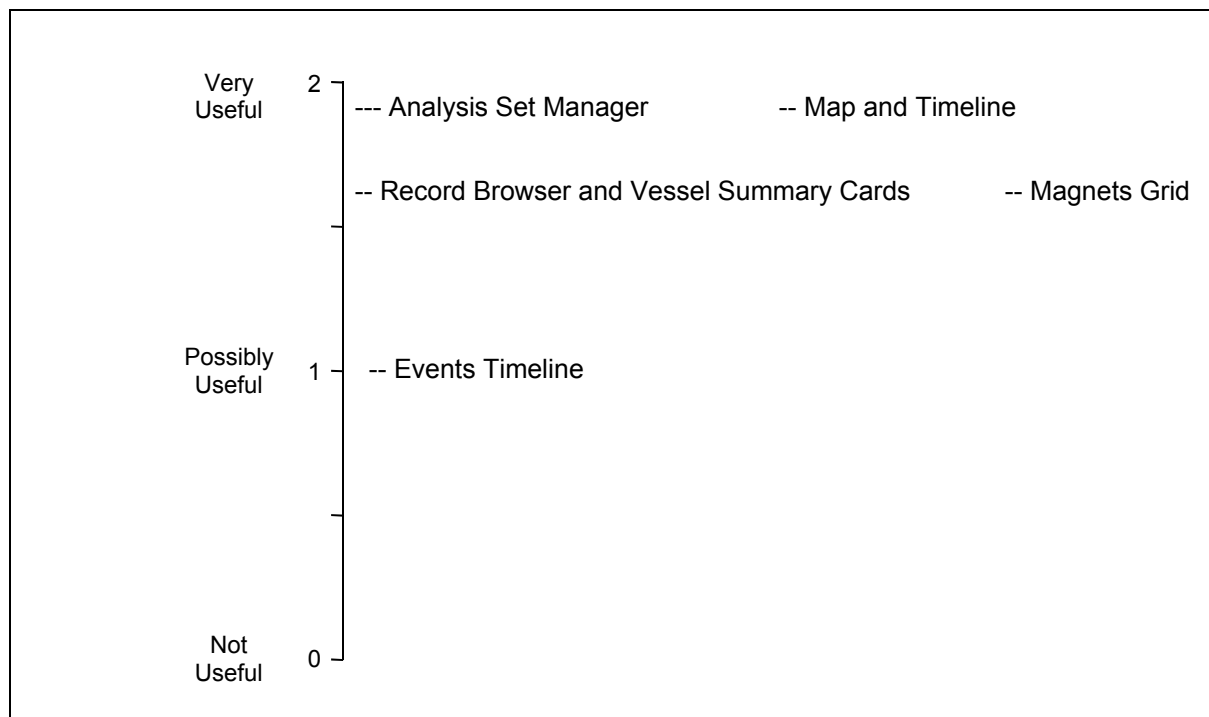 Very
Useful
2
--- Analysis Set Manager
-- Map and Timeline
-- Record Browser and Vessel Summary Cards
-- Magnets Grid
Possibly
Useful
1
-- Events Timeline
Not
Useful
0